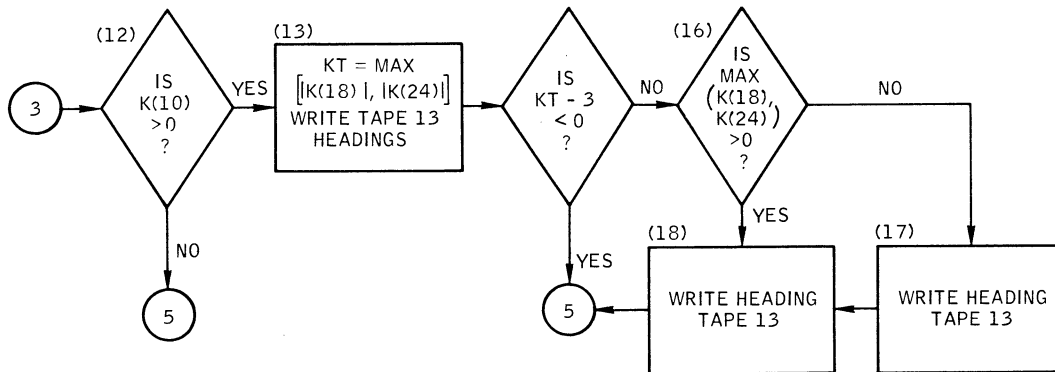 3
(12)
IS
K(10)
>0
?
YES
NO
5
(13)
KT = MAX
[|K(18)|, |K(24)|]
WRITE TAPE 13
HEADINGS
IS
KT - 3
< 0
?
NO
YES
5
(16)
IS
MAX
(K(18),
K(24))
>0
?
NO
YES
(18)
WRITE HEADING
TAPE 13
(17)
WRITE HEADING
TAPE 13